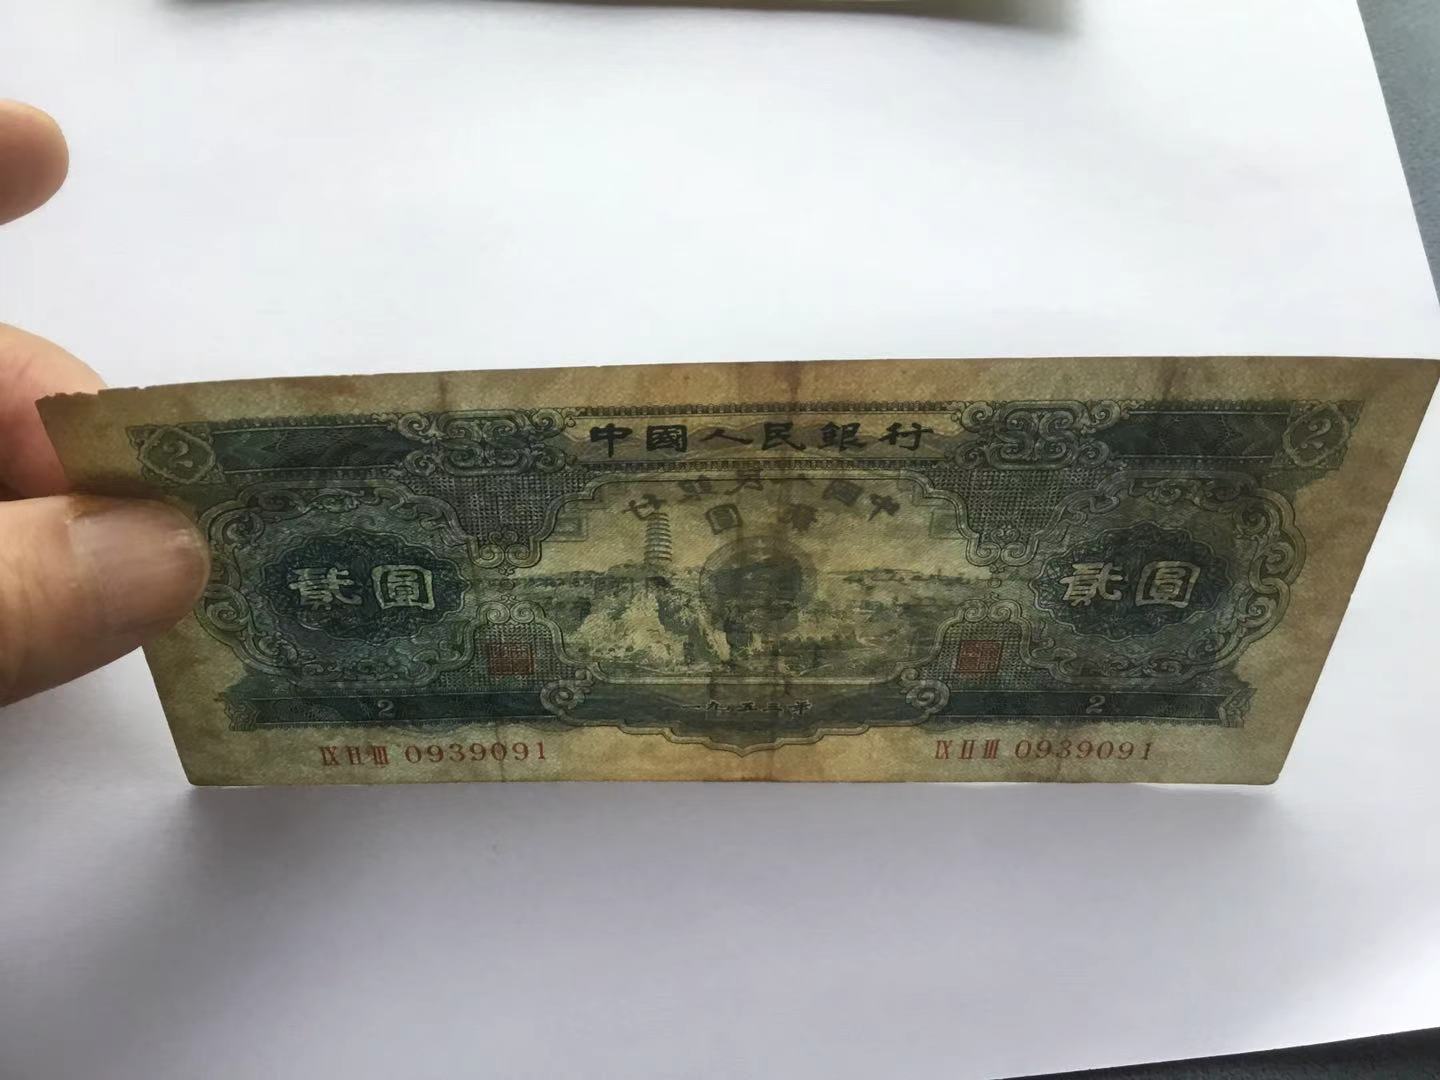 2 中國人民銀行 2
貳圓 貳圓
2 一九五三年 2
IX II III 0939091 IX II III 0939091